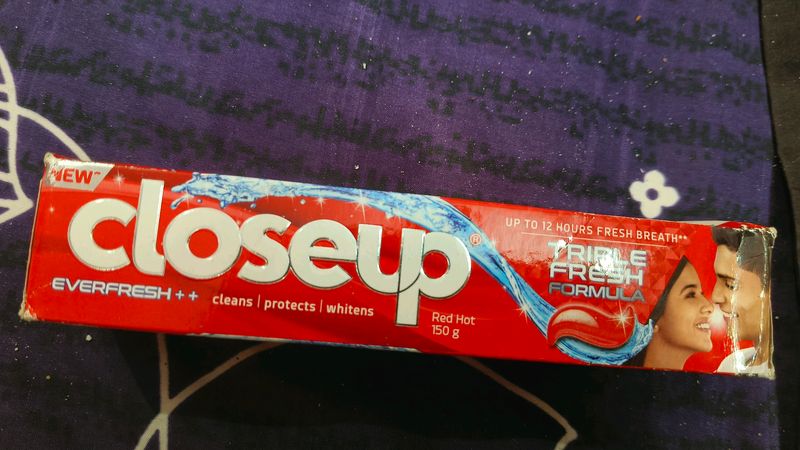 NEW
closeup®
EVERFRESH ++
cleans | protects | whitens
Red Hot
150 g
UP TO 12 HOURS FRESH BREATH**
TRIPLE
FRESH
FORMULA